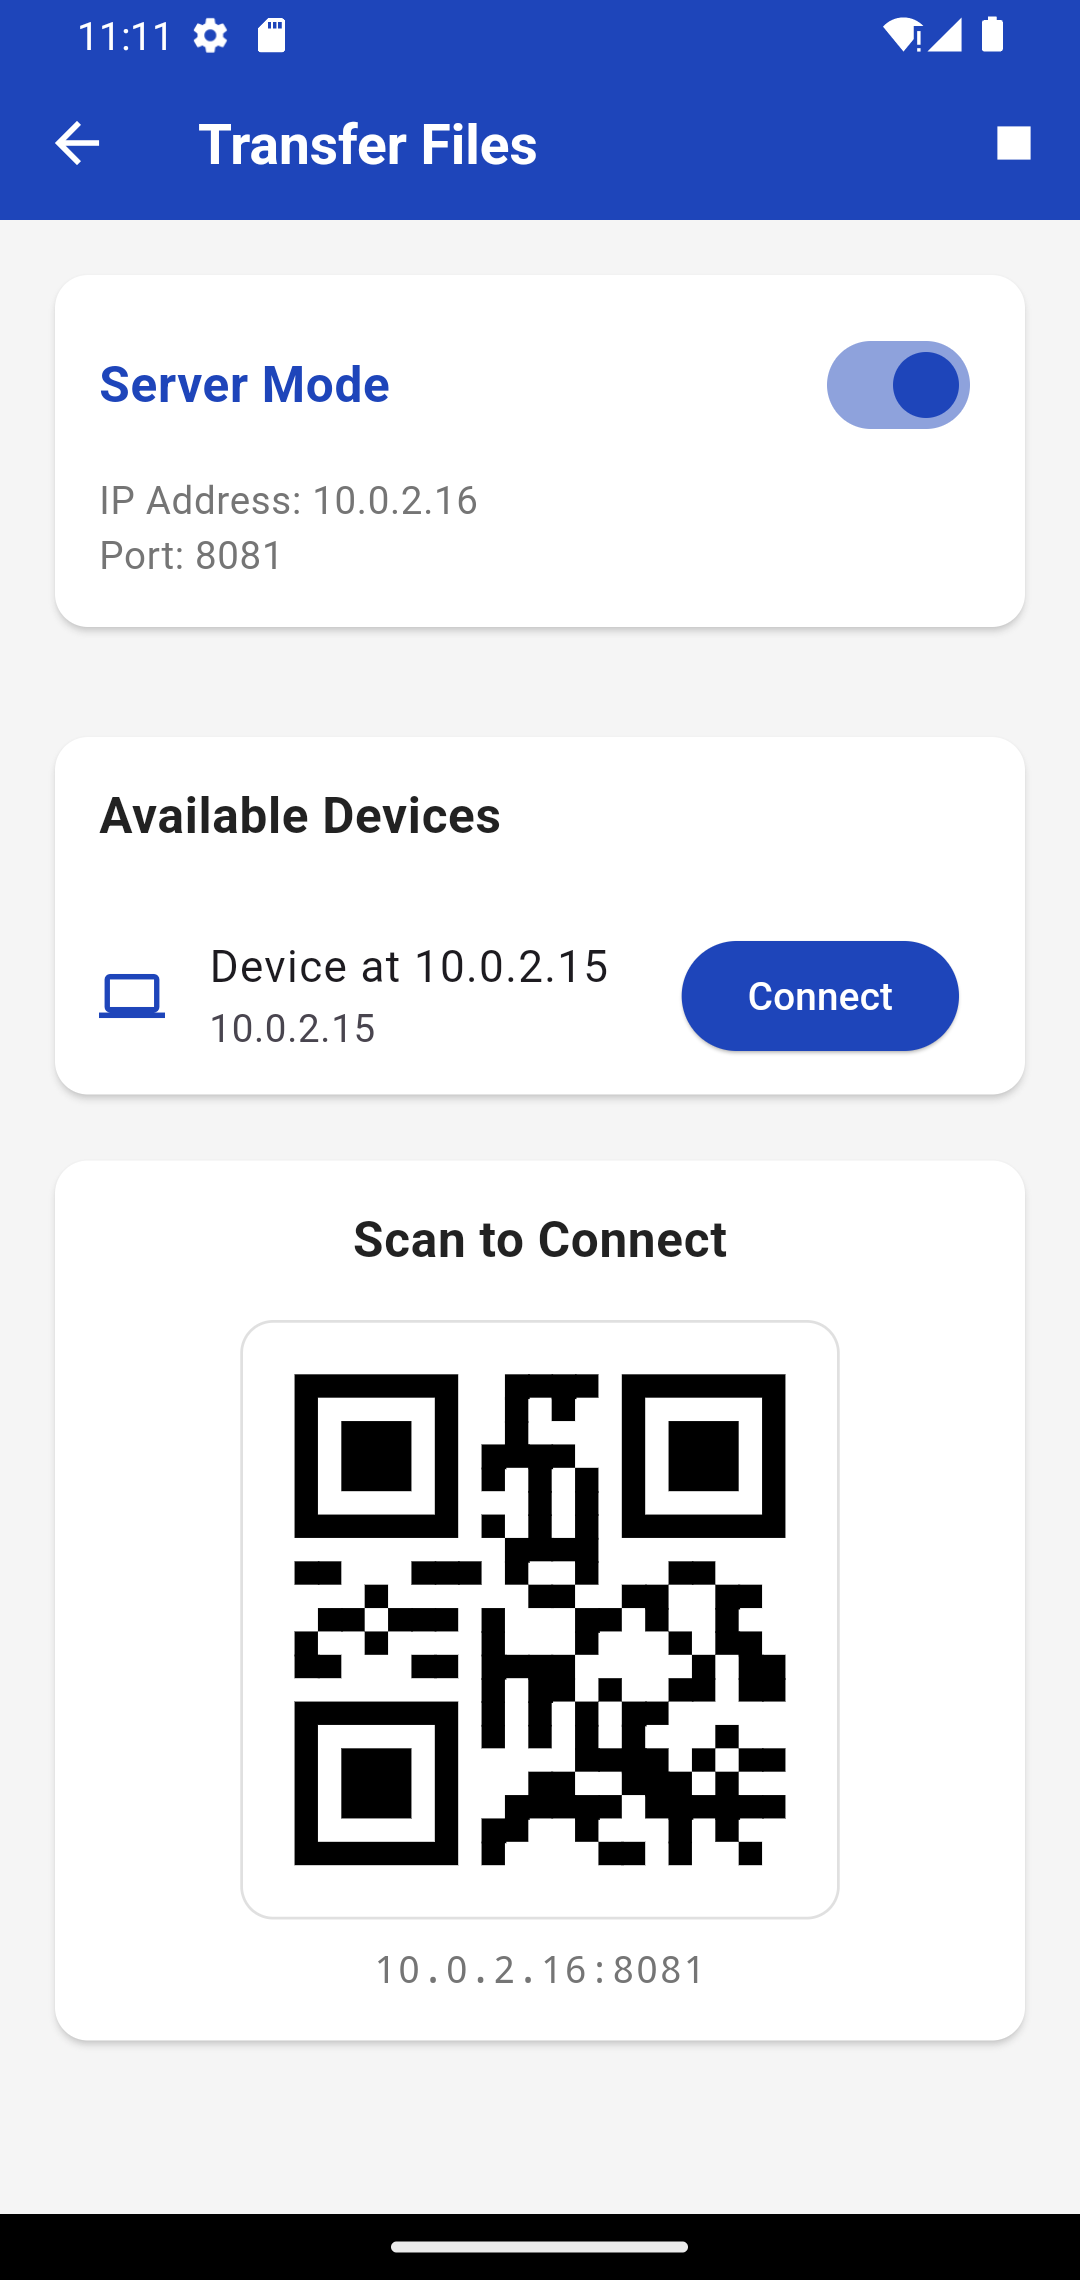 11:11
Transfer Files
Server Mode
IP Address: 10.0.2.16
Port: 8081
Available Devices
Device at 10.0.2.15
10.0.2.15
Connect
Scan to Connect
10.0.2.16:8081